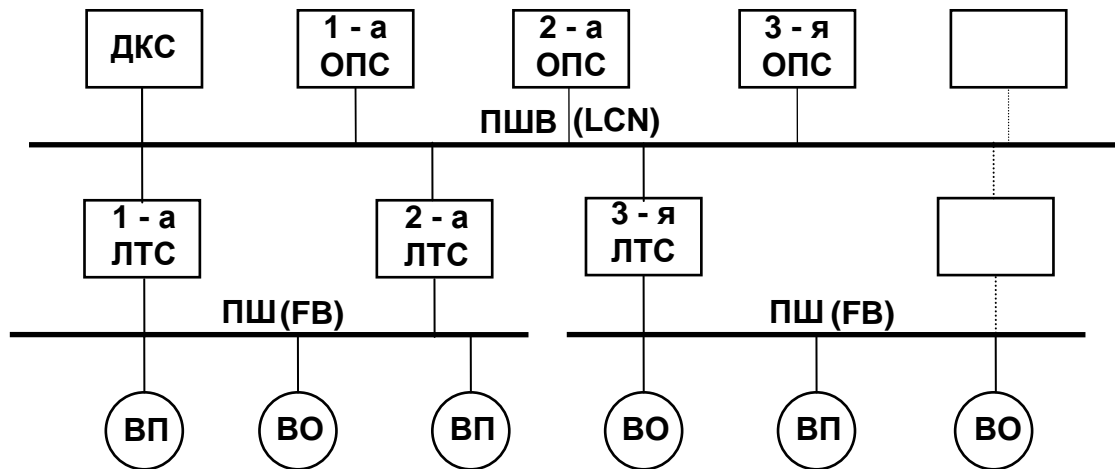 ДКС
1 - а
ОПС
2 - а
ОПС
3 - я
ОПС
ПШВ (LCN)
1 - а
ЛТС
2 - а
ЛТС
3 - я
ЛТС
ПШ (FB)
ПШ (FB)
ВП
ВО
ВП
ВО
ВП
ВО